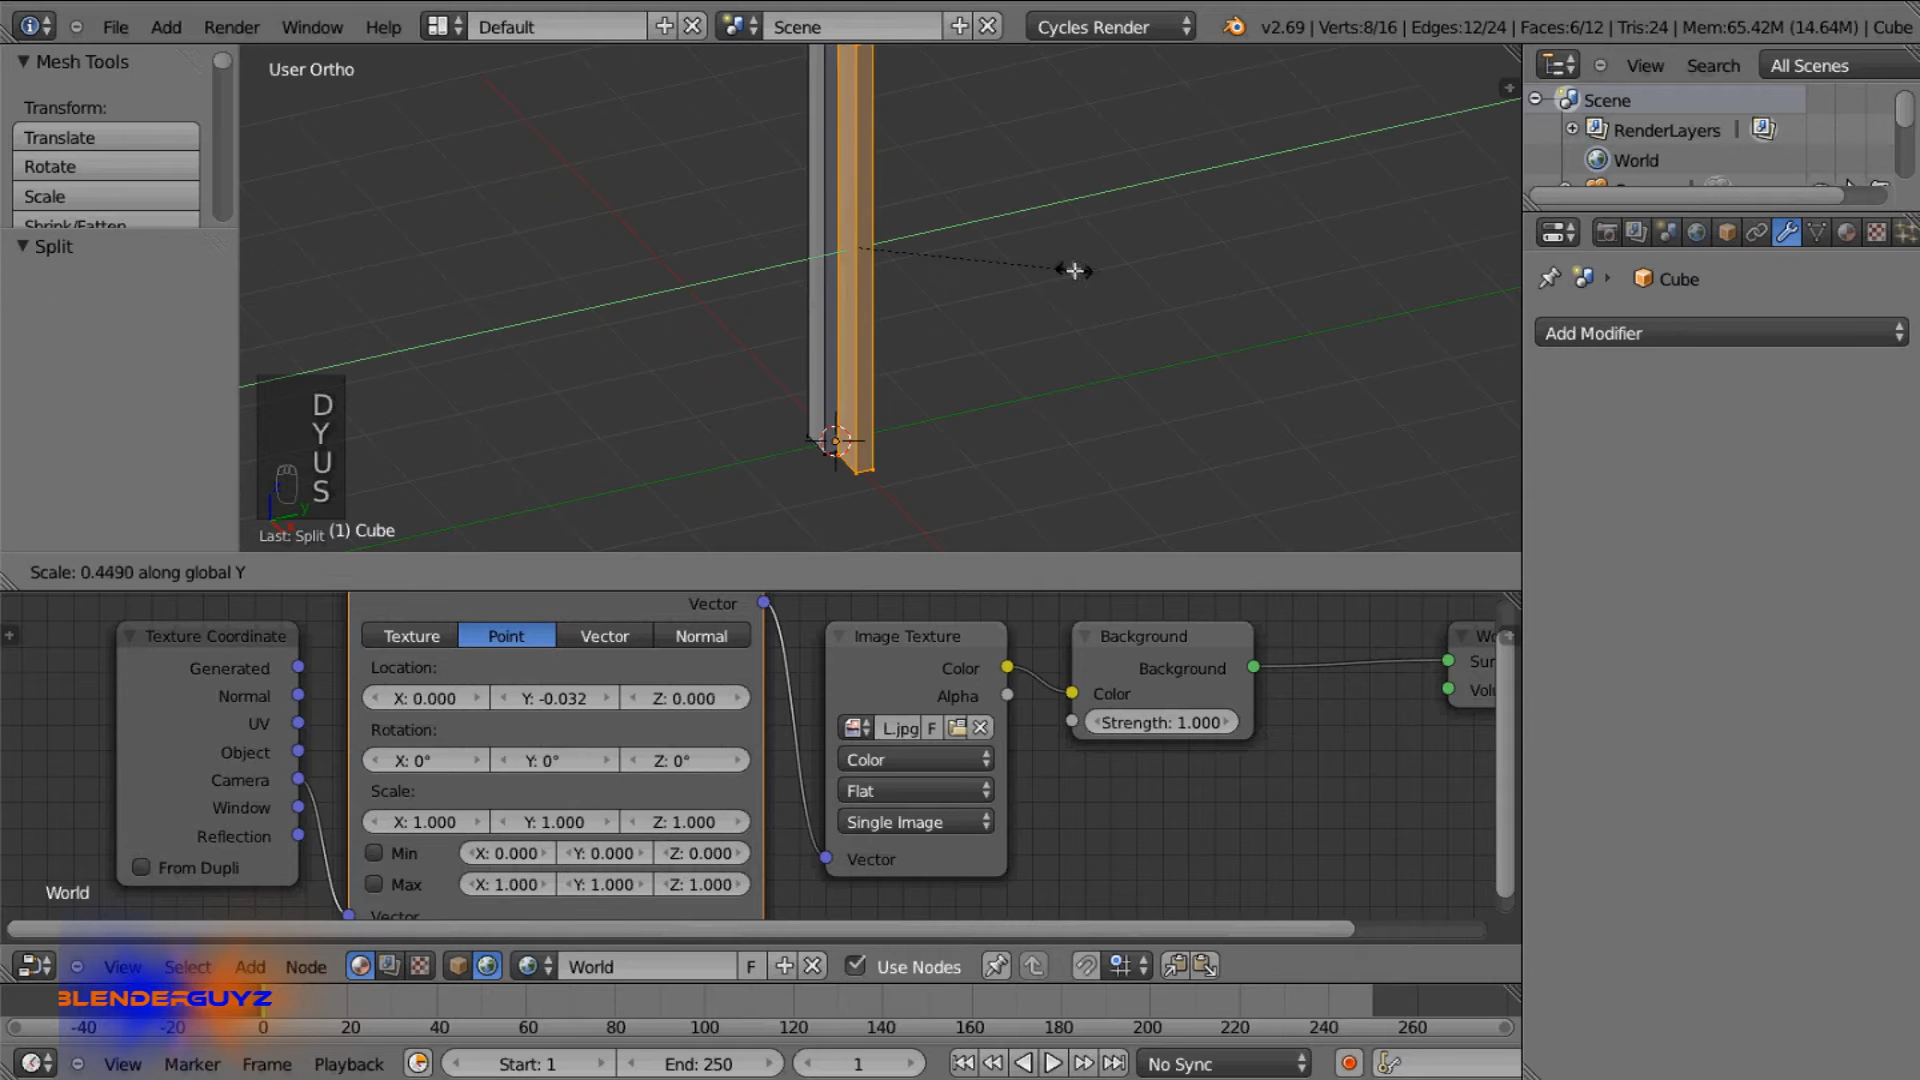 File Add Render Window Help Default Scene Cycles Render v2.69 | Verts:8/16 | Edges:12/24 | Faces:6/12 | Tris:24 | Mem:65.42M (14.64M) | Cube
Mesh Tools
Transform:
Translate
Rotate
Scale
Shrink/Fatten
Split
User Ortho
D
Y
U
S
Last: Split
(1) Cube
View Search All Scenes
Scene
RenderLayers
World
Cube
Add Modifier
Scale: 0.4490 along global Y
Texture Coordinate
Generated
Normal
UV
Object
Camera
Window
Reflection
From Dupli
Vector
Texture Point Vector Normal
Location:
X: 0.000 Y: -0.032 Z: 0.000
Rotation:
X: 0° Y: 0° Z: 0°
Scale:
X: 1.000 Y: 1.000 Z: 1.000
Min X: 0.000 Y: 0.000 Z: 0.000
Max X: 1.000 Y: 1.000 Z: 1.000
Vector
Image Texture
Color
Alpha
L.jpg F
Color
Flat
Single Image
Vector
Background
Background
Color
Strength: 1.000
Wo
Sur
Volu
World
View Select Add Node World F Use Nodes
BLENDERGUYZ
-40 -20 0 20 40 60 80 100 120 140 160 180 200 220 240 260
View Marker Frame Playback Start: 1 End: 250 1 No Sync